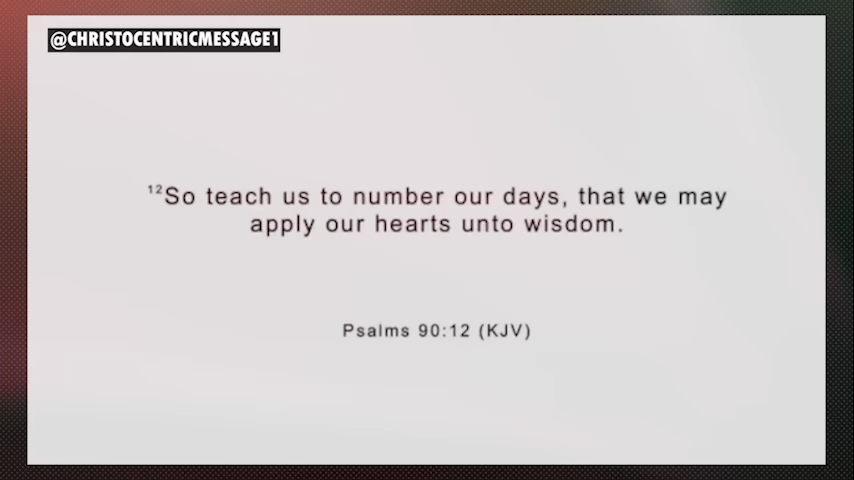 @CHRISTOCENTRICMESSAGE1
¹²So teach us to number our days, that we may
apply our hearts unto wisdom.
Psalms 90:12 (KJV)